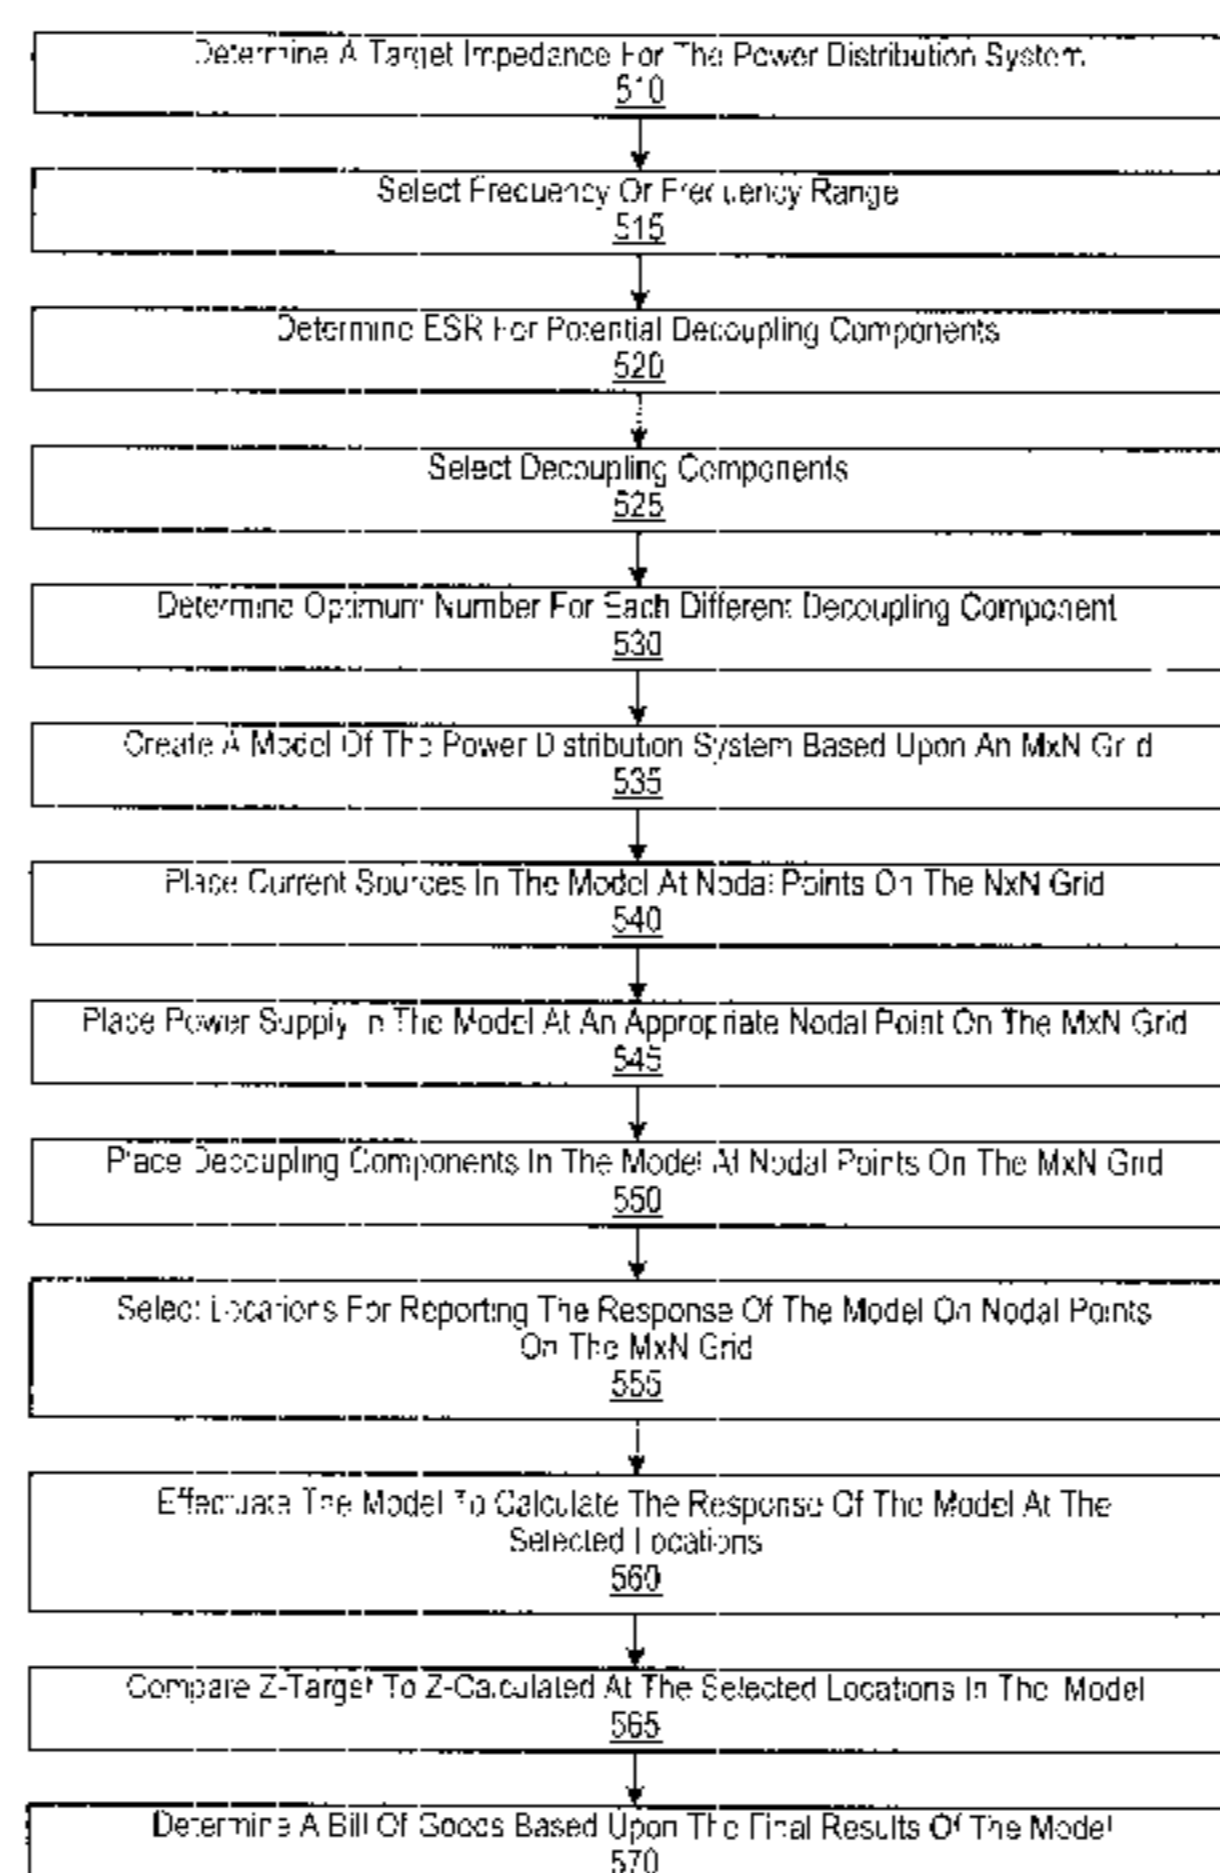 Determine A Target Impedance For The Power Distribution System
510
Select Frequency Or Frequency Range
515
Determine ESR For Potential Decoupling Components
520
Select Decoupling Components
525
Determine Optimum Number For Each Different Decoupling Component
530
Create A Model Of The Power Distribution System Based Upon An MxN Grid
535
Place Current Sources In The Model At Nodal Points On The NxN Grid
540
Place Power Supply In The Model At An Appropriate Nodal Point On The MxN Grid
545
Place Decoupling Components In The Model At Nodal Points On The MxN Grid
550
Select Locations For Reporting The Response Of The Model On Nodal Points
On The MxN Grid
555
Effectuate The Model To Calculate The Response Of The Model At The
Selected Locations
560
Compare Z-Target To Z-Calculated At The Selected Locations In The Model
565
Determine A Bill Of Goods Based Upon The Final Results Of The Model
570